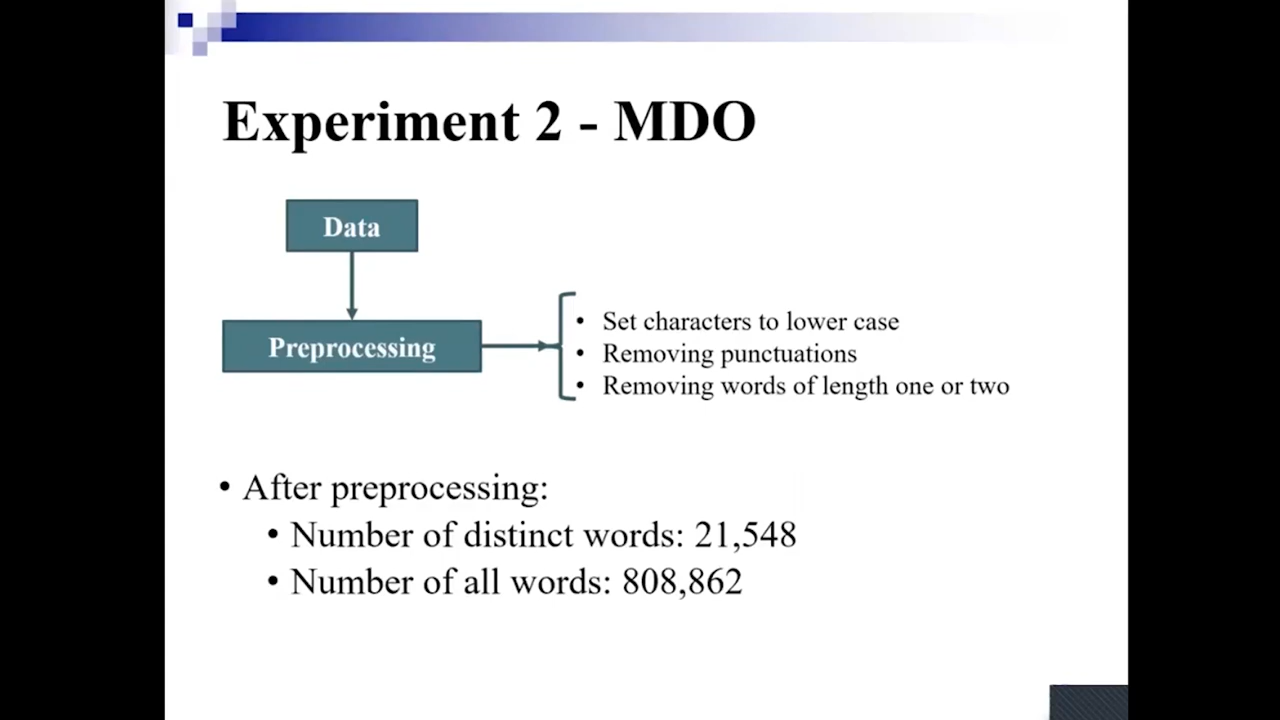 Experiment 2 - MDO
Data
Preprocessing
• Set characters to lower case
• Removing punctuations
• Removing words of length one or two
• After preprocessing:
• Number of distinct words: 21,548
• Number of all words: 808,862